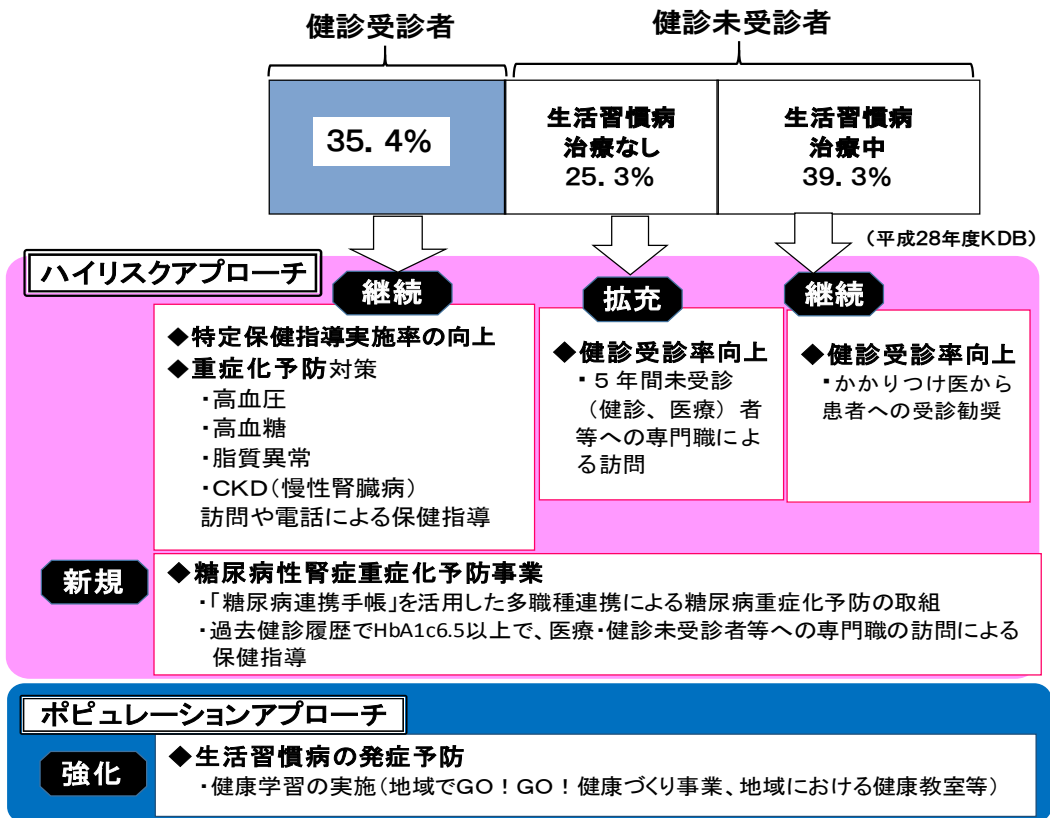 健診受診者
健診未受診者
35.4%
生活習慣病
治療なし
25.3%
生活習慣病
治療中
39.3%
(平成28年度KDB)
ハイリスクアプローチ
継続
◆特定保健指導実施率の向上
◆重症化予防対策
・高血圧
・高血糖
・脂質異常
・CKD(慢性腎臓病)
訪問や電話による保健指導
拡充
◆健診受診率向上
・5年間未受診
(健診、医療)者
等への専門職によ
る訪問
継続
◆健診受診率向上
・かかりつけ医から
患者への受診勧奨
新規
◆糖尿病性腎症重症化予防事業
・「糖尿病連携手帳」を活用した多職種連携による糖尿病重症化予防の取組
・過去健診履歴でHbA1c6.5以上で、医療・健診未受診者等への専門職の訪問による
保健指導
ポピュレーションアプローチ
強化
◆生活習慣病の発症予防
・健康学習の実施(地域でGO!GO!健康づくり事業、地域における健康教室等)